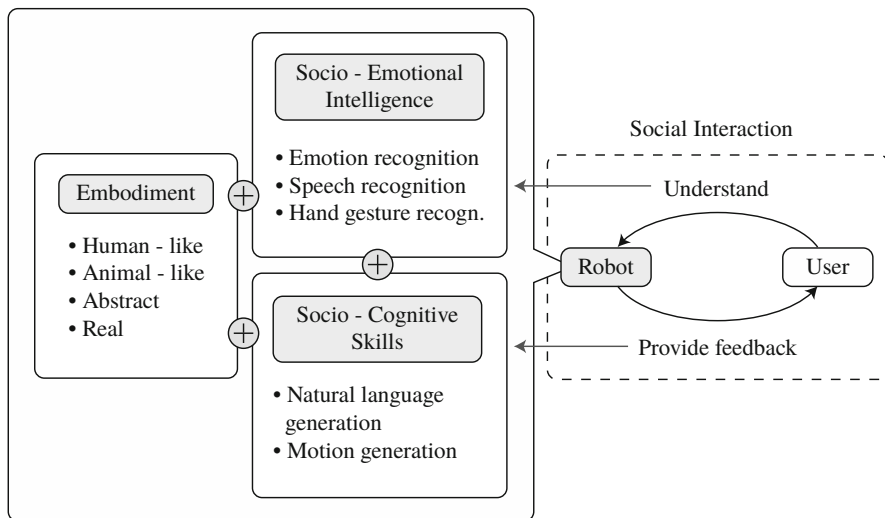 Socio - Emotional
Intelligence
• Emotion recognition
• Speech recognition
• Hand gesture recogn.
Embodiment
• Human - like
• Animal - like
• Abstract
• Real
Socio - Cognitive
Skills
• Natural language
generation
• Motion generation
Social Interaction
Understand
Robot
User
Provide feedback